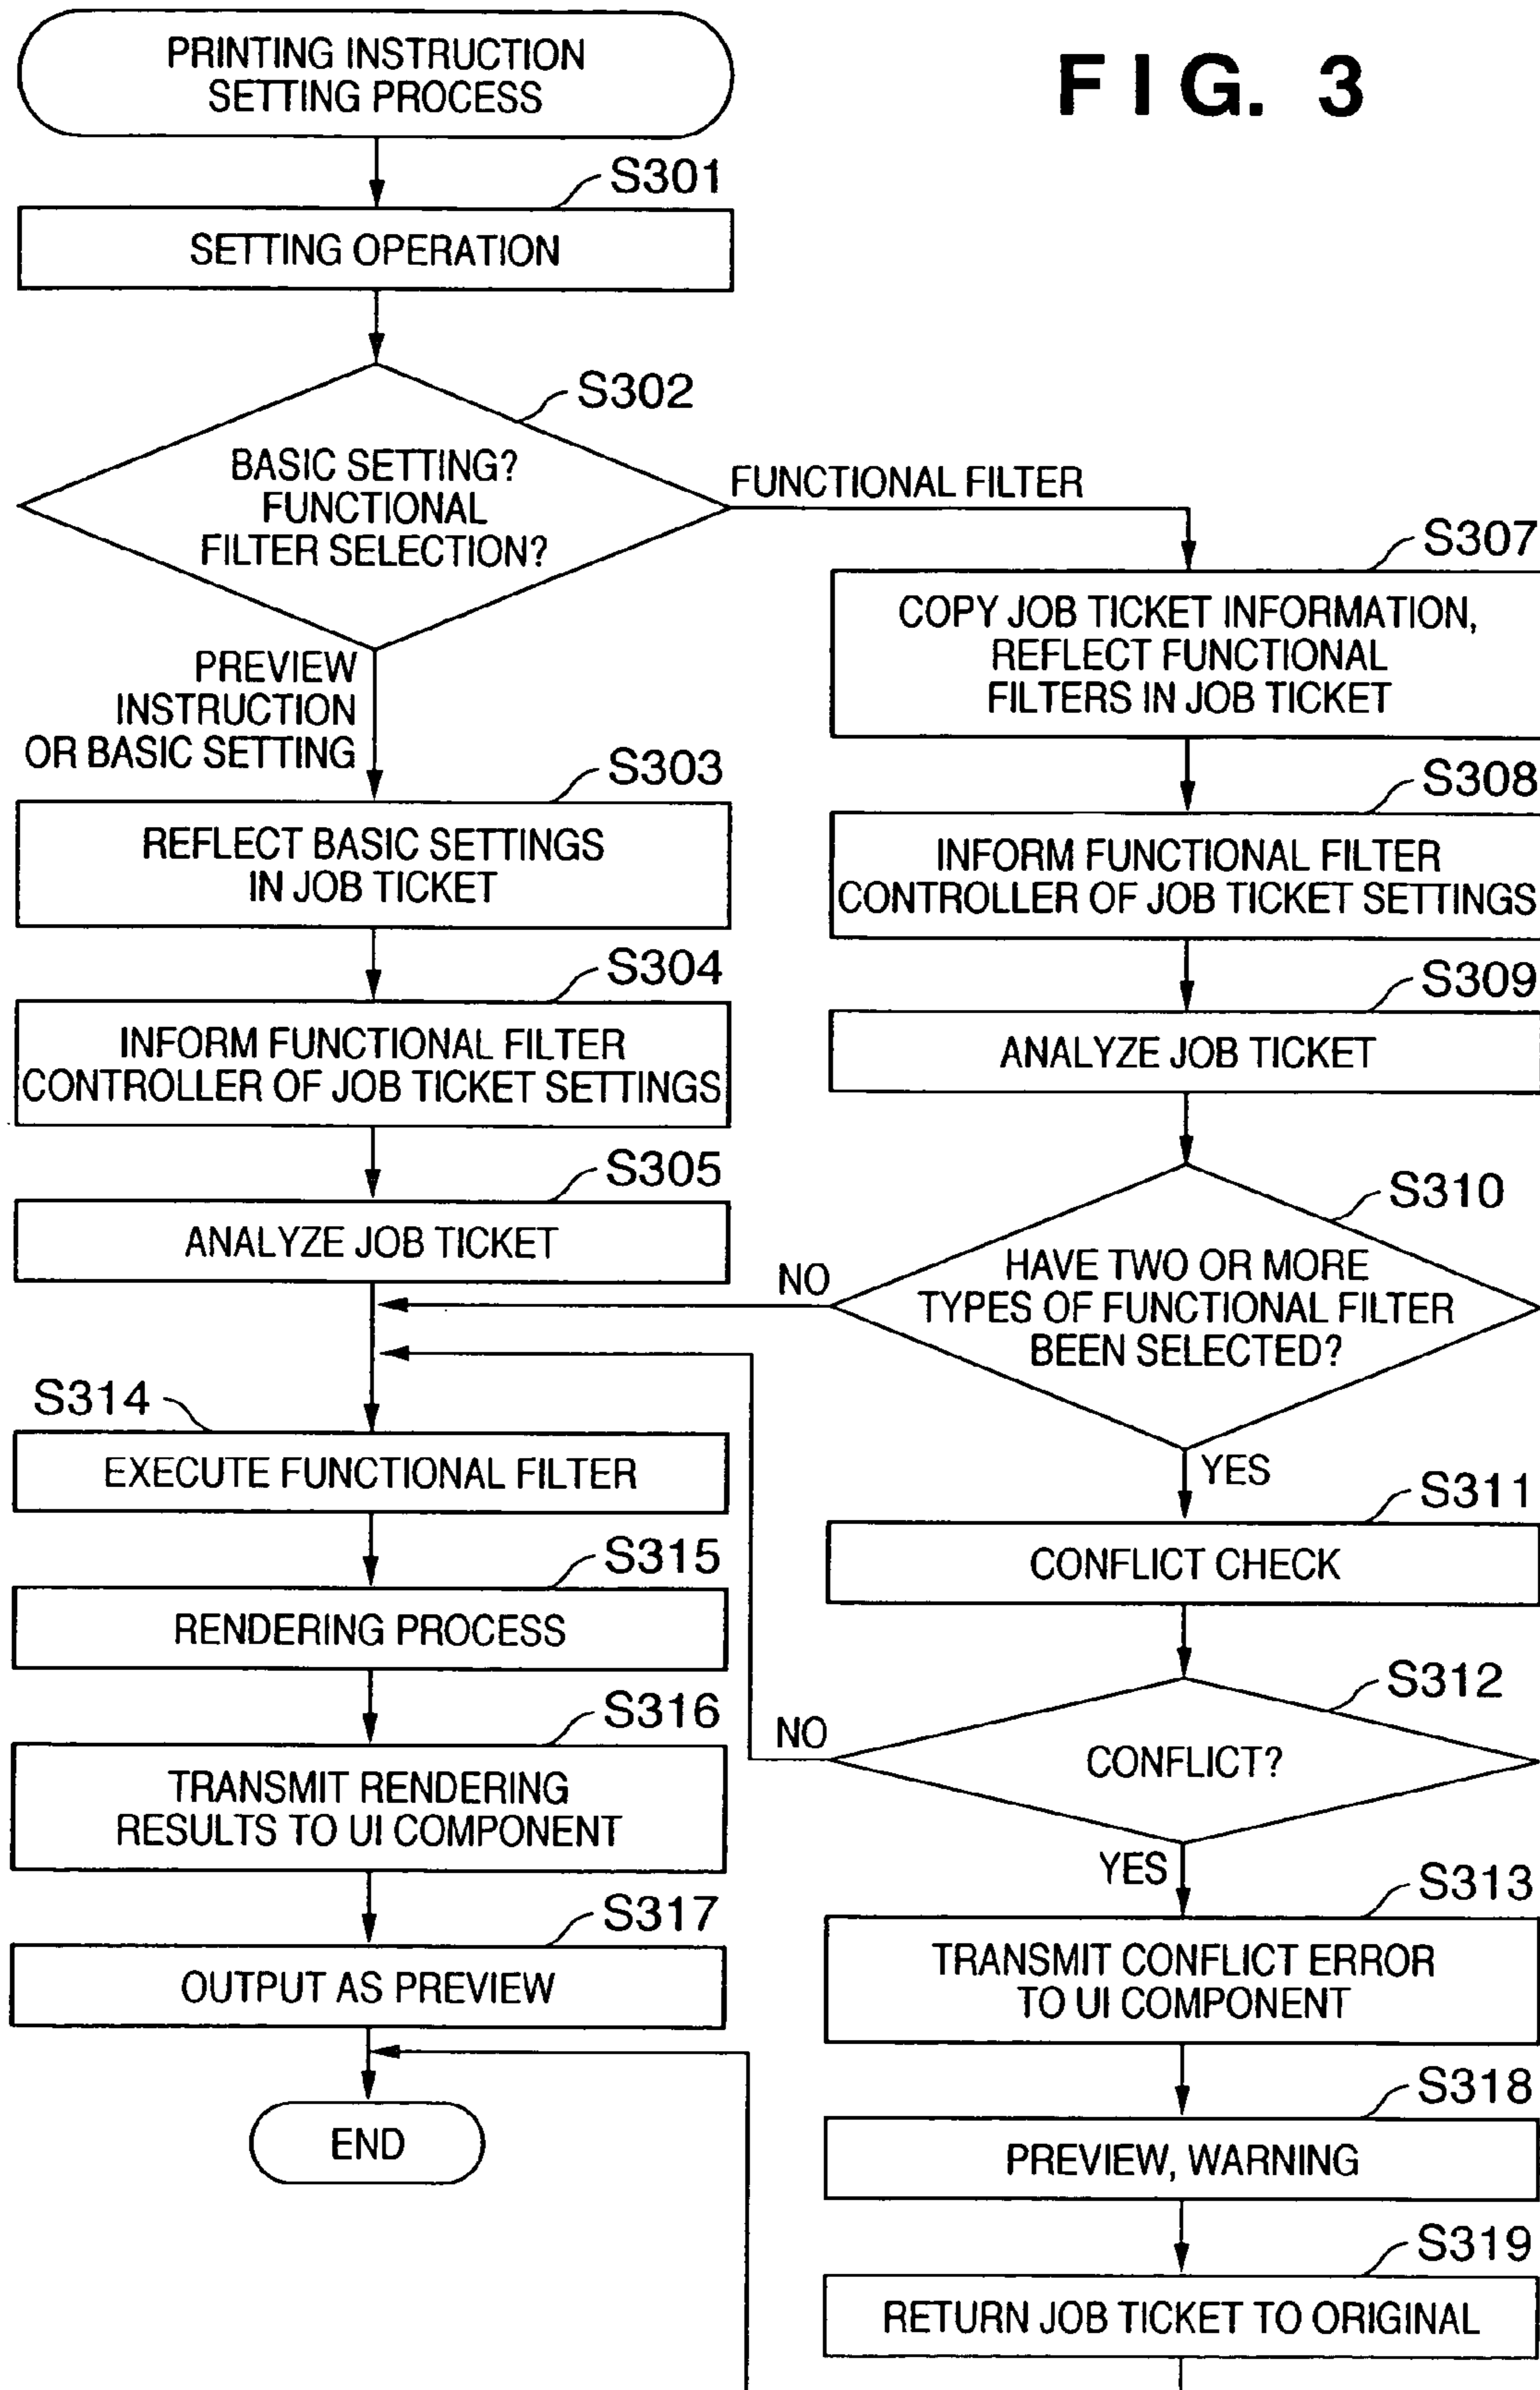 FIG. 3
PRINTING INSTRUCTION
SETTING PROCESS
S301
SETTING OPERATION
S302
BASIC SETTING?
FUNCTIONAL
FILTER SELECTION?
FUNCTIONAL FILTER
PREVIEW
INSTRUCTION
OR BASIC SETTING
S303
REFLECT BASIC SETTINGS
IN JOB TICKET
S304
INFORM FUNCTIONAL FILTER
CONTROLLER OF JOB TICKET SETTINGS
S305
ANALYZE JOB TICKET
S307
COPY JOB TICKET INFORMATION,
REFLECT FUNCTIONAL
FILTERS IN JOB TICKET
S308
INFORM FUNCTIONAL FILTER
CONTROLLER OF JOB TICKET SETTINGS
S309
ANALYZE JOB TICKET
S310
HAVE TWO OR MORE
TYPES OF FUNCTIONAL FILTER
BEEN SELECTED?
NO
YES
S311
CONFLICT CHECK
S312
CONFLICT?
NO
YES
S313
TRANSMIT CONFLICT ERROR
TO UI COMPONENT
S318
PREVIEW, WARNING
S319
RETURN JOB TICKET TO ORIGINAL
S314
EXECUTE FUNCTIONAL FILTER
S315
RENDERING PROCESS
S316
TRANSMIT RENDERING
RESULTS TO UI COMPONENT
S317
OUTPUT AS PREVIEW
END